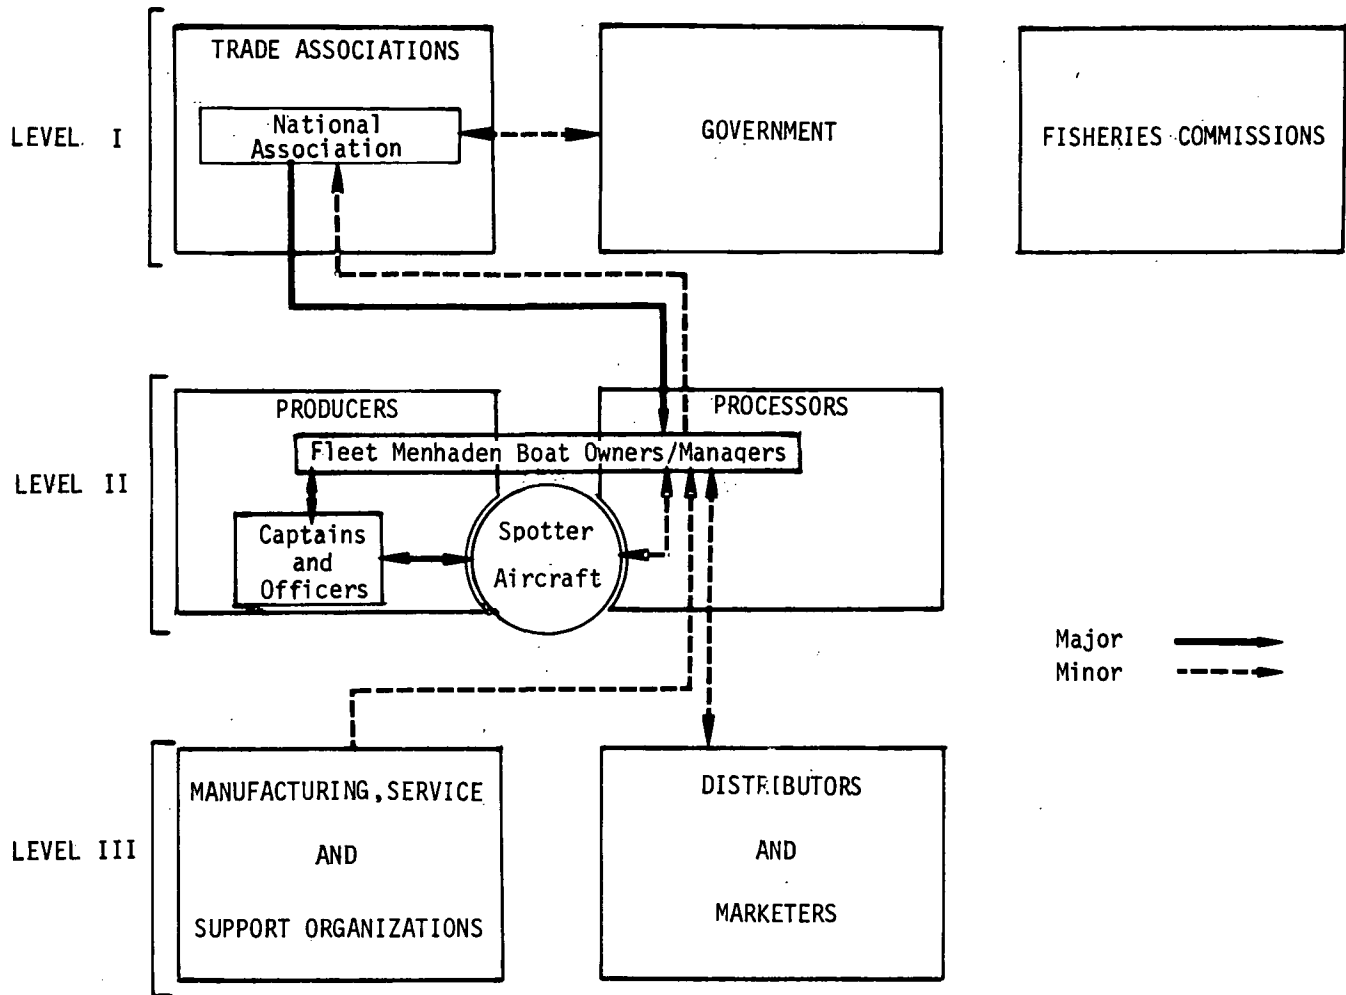 LEVEL I
TRADE ASSOCIATIONS
National
Association
GOVERNMENT
FISHERIES COMMISSIONS
LEVEL II
PRODUCERS
PROCESSORS
Fleet Menhaden Boat Owners/Managers
Captains
and
Officers
Spotter
Aircraft
Major
Minor
LEVEL III
MANUFACTURING, SERVICE
AND
SUPPORT ORGANIZATIONS
DISTRIBUTORS
AND
MARKETERS